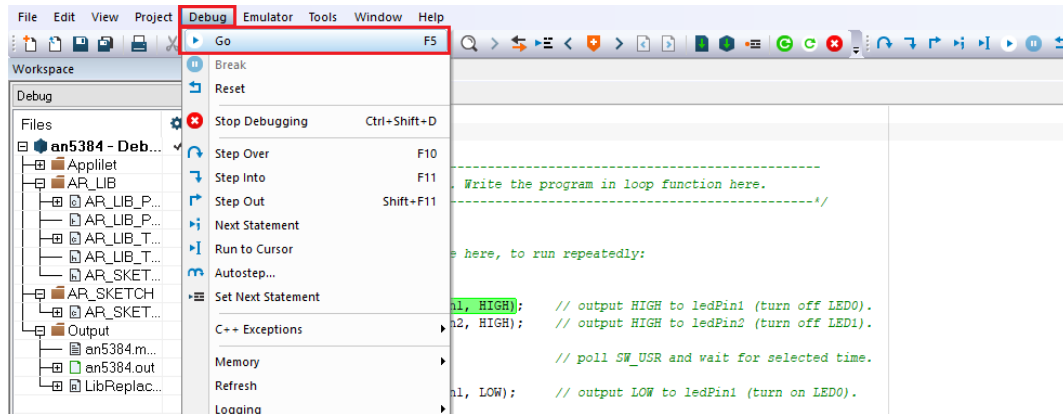 File Edit View Project Debug Emulator Tools Window Help
Go F5
Workspace
Break
Debug
Reset
Files
Stop Debugging Ctrl+Shift+D
an5384 - Deb...
Step Over F10
Applilet
AR_LIB
Step Into F11
. Write the program in loop function here.
AR_LIB_P...
Step Out Shift+F11
-*/
AR_LIB_P...
Next Statement
AR_LIB_T...
Run to Cursor
e here, to run repeatedly:
AR_LIB_T...
AR_SKET...
Autostep...
AR_SKETCH
Set Next Statement
n1, HIGH); // output HIGH to ledPin1 (turn off LED0).
AR_SKET...
n2, HIGH); // output HIGH to ledPin2 (turn off LED1).
Output
C++ Exceptions
an5384.m...
Memory
// poll SW_USR and wait for selected time.
an5384.out
Refresh
LibReplac...
n1, LOW); // output LOW to ledPin1 (turn on LED0).
Logging